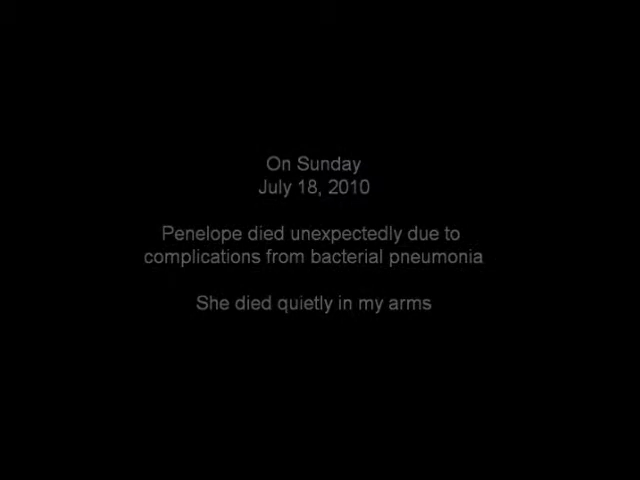 On Sunday
July 18, 2010
Penelope died unexpectedly due to
complications from bacterial pneumonia
She died quietly in my arms